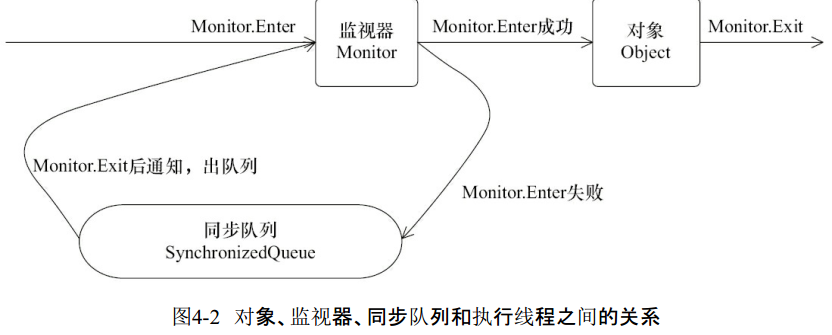 Monitor.Enter
监视器
Monitor
Monitor.Enter成功
对象
Object
Monitor.Exit
Monitor.Exit后通知，出队列
Monitor.Enter失败
同步队列
SynchronizedQueue
图4-2 对象、监视器、同步队列和执行线程之间的关系